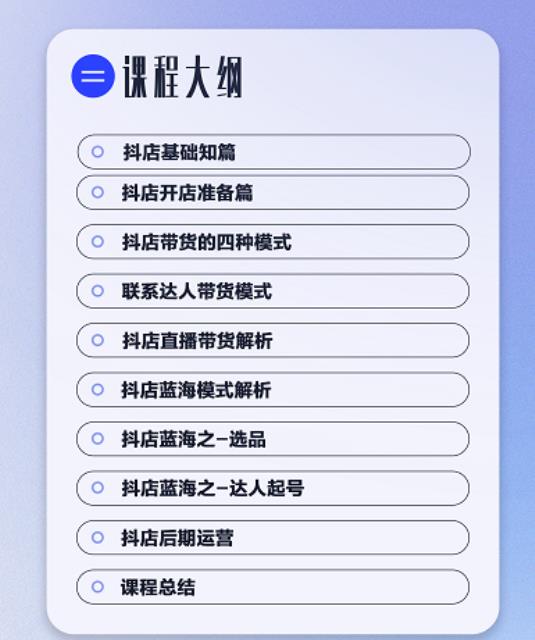 课程大纲
抖店基础知篇
抖店开店准备篇
抖店带货的四种模式
联系达人带货模式
抖店直播带货解析
抖店蓝海模式解析
抖店蓝海之-选品
抖店蓝海之-达人起号
抖店后期运营
课程总结